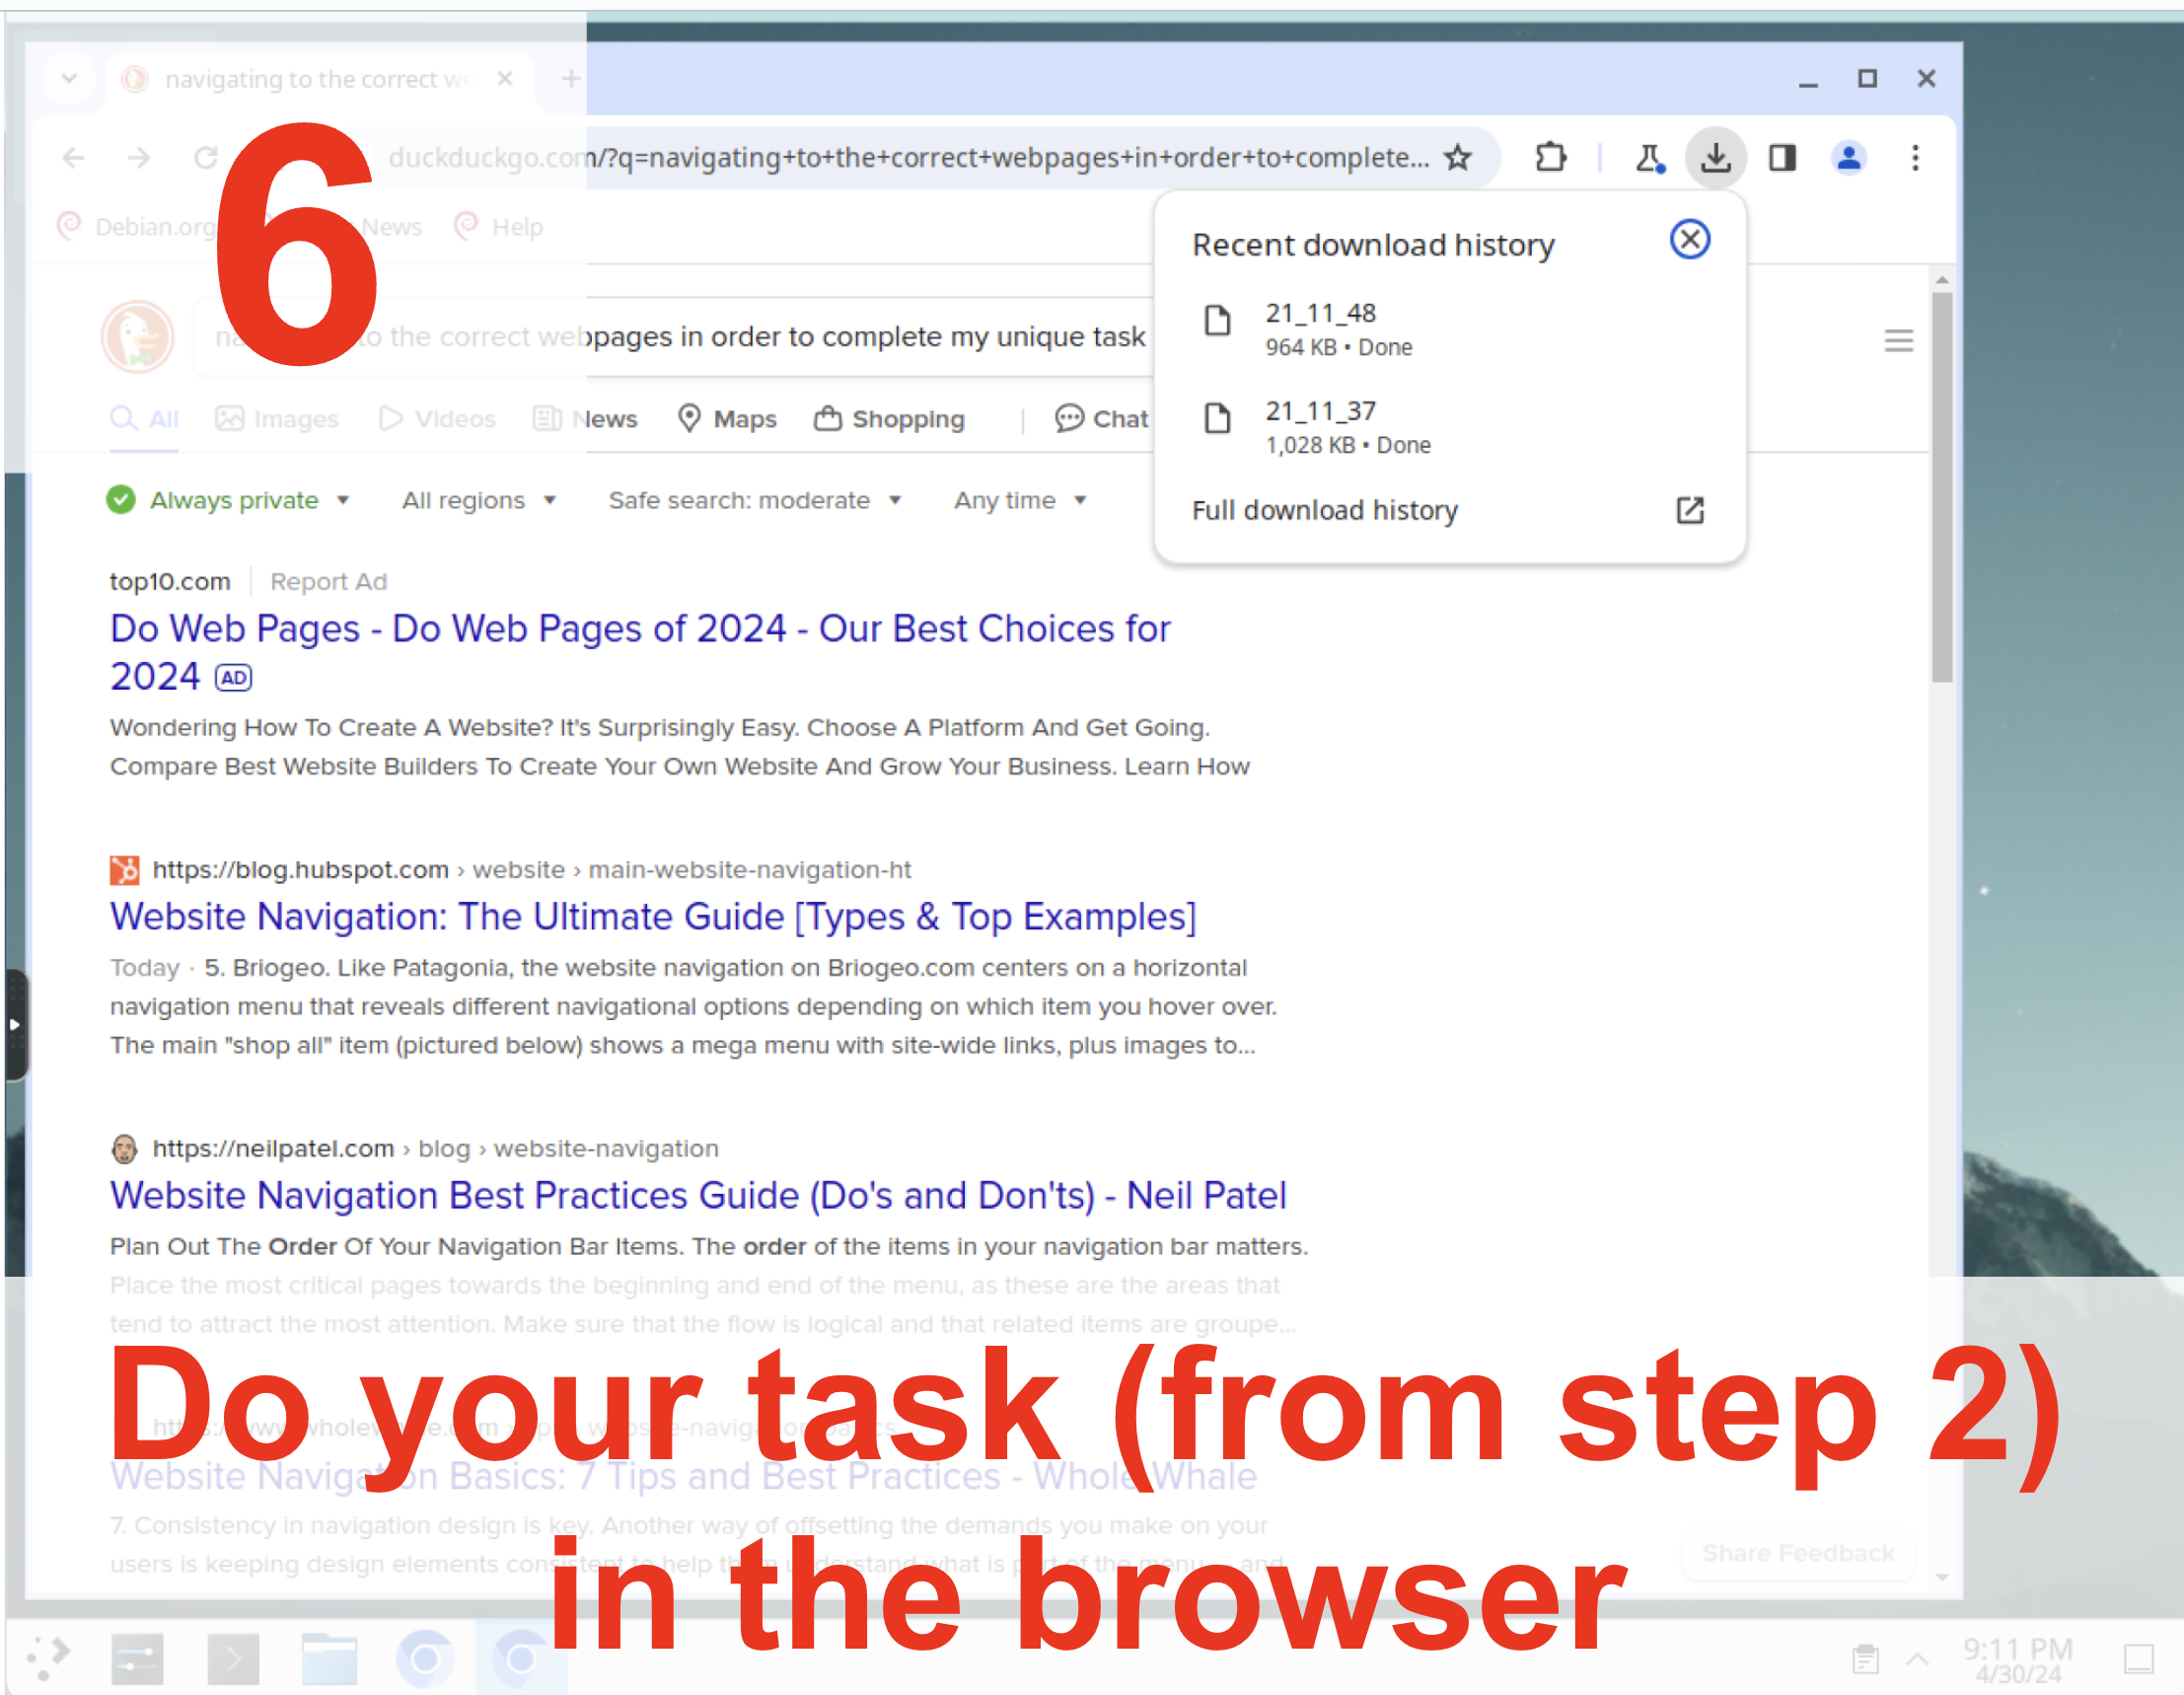 navigating to the correct we
6
duckduckgo.com/?q=navigating+to+the+correct+webpages+in+order+to+complete...
Debian.org
News
Help
to the correct webpages in order to complete my unique task
All
Images
Videos
News
Maps
Shopping
Chat
Recent download history
21_11_48
964 KB • Done
21_11_37
1,028 KB • Done
Full download history
Always private
All regions
Safe search: moderate
Any time
top10.com
Report Ad
Do Web Pages - Do Web Pages of 2024 - Our Best Choices for
2024 AD
Wondering How To Create A Website? It's Surprisingly Easy. Choose A Platform And Get Going.
Compare Best Website Builders To Create Your Own Website And Grow Your Business. Learn How
https://blog.hubspot.com › website › main-website-navigation-ht
Website Navigation: The Ultimate Guide [Types & Top Examples]
Today · 5. Briogeo. Like Patagonia, the website navigation on Briogeo.com centers on a horizontal
navigation menu that reveals different navigational options depending on which item you hover over.
The main "shop all" item (pictured below) shows a mega menu with site-wide links, plus images to...
https://neilpatel.com › blog › website-navigation
Website Navigation Best Practices Guide (Do's and Don'ts) - Neil Patel
Plan Out The Order Of Your Navigation Bar Items. The order of the items in your navigation bar matters.
Place the most critical pages towards the beginning and end of the menu, as these are the areas that
tend to attract the most attention. Make sure that the flow is logical and that related items are groupe...
Do your task (from step 2)
Website Navigation Basics: 7 Tips and Best Practices - Whole Whale
7. Consistency in navigation design is key. Another way of offsetting the demands you make on your
users is keeping design elements consistent to help them understand what is part of the menu and
Share Feedback
in the browser
9:11 PM
4/30/24